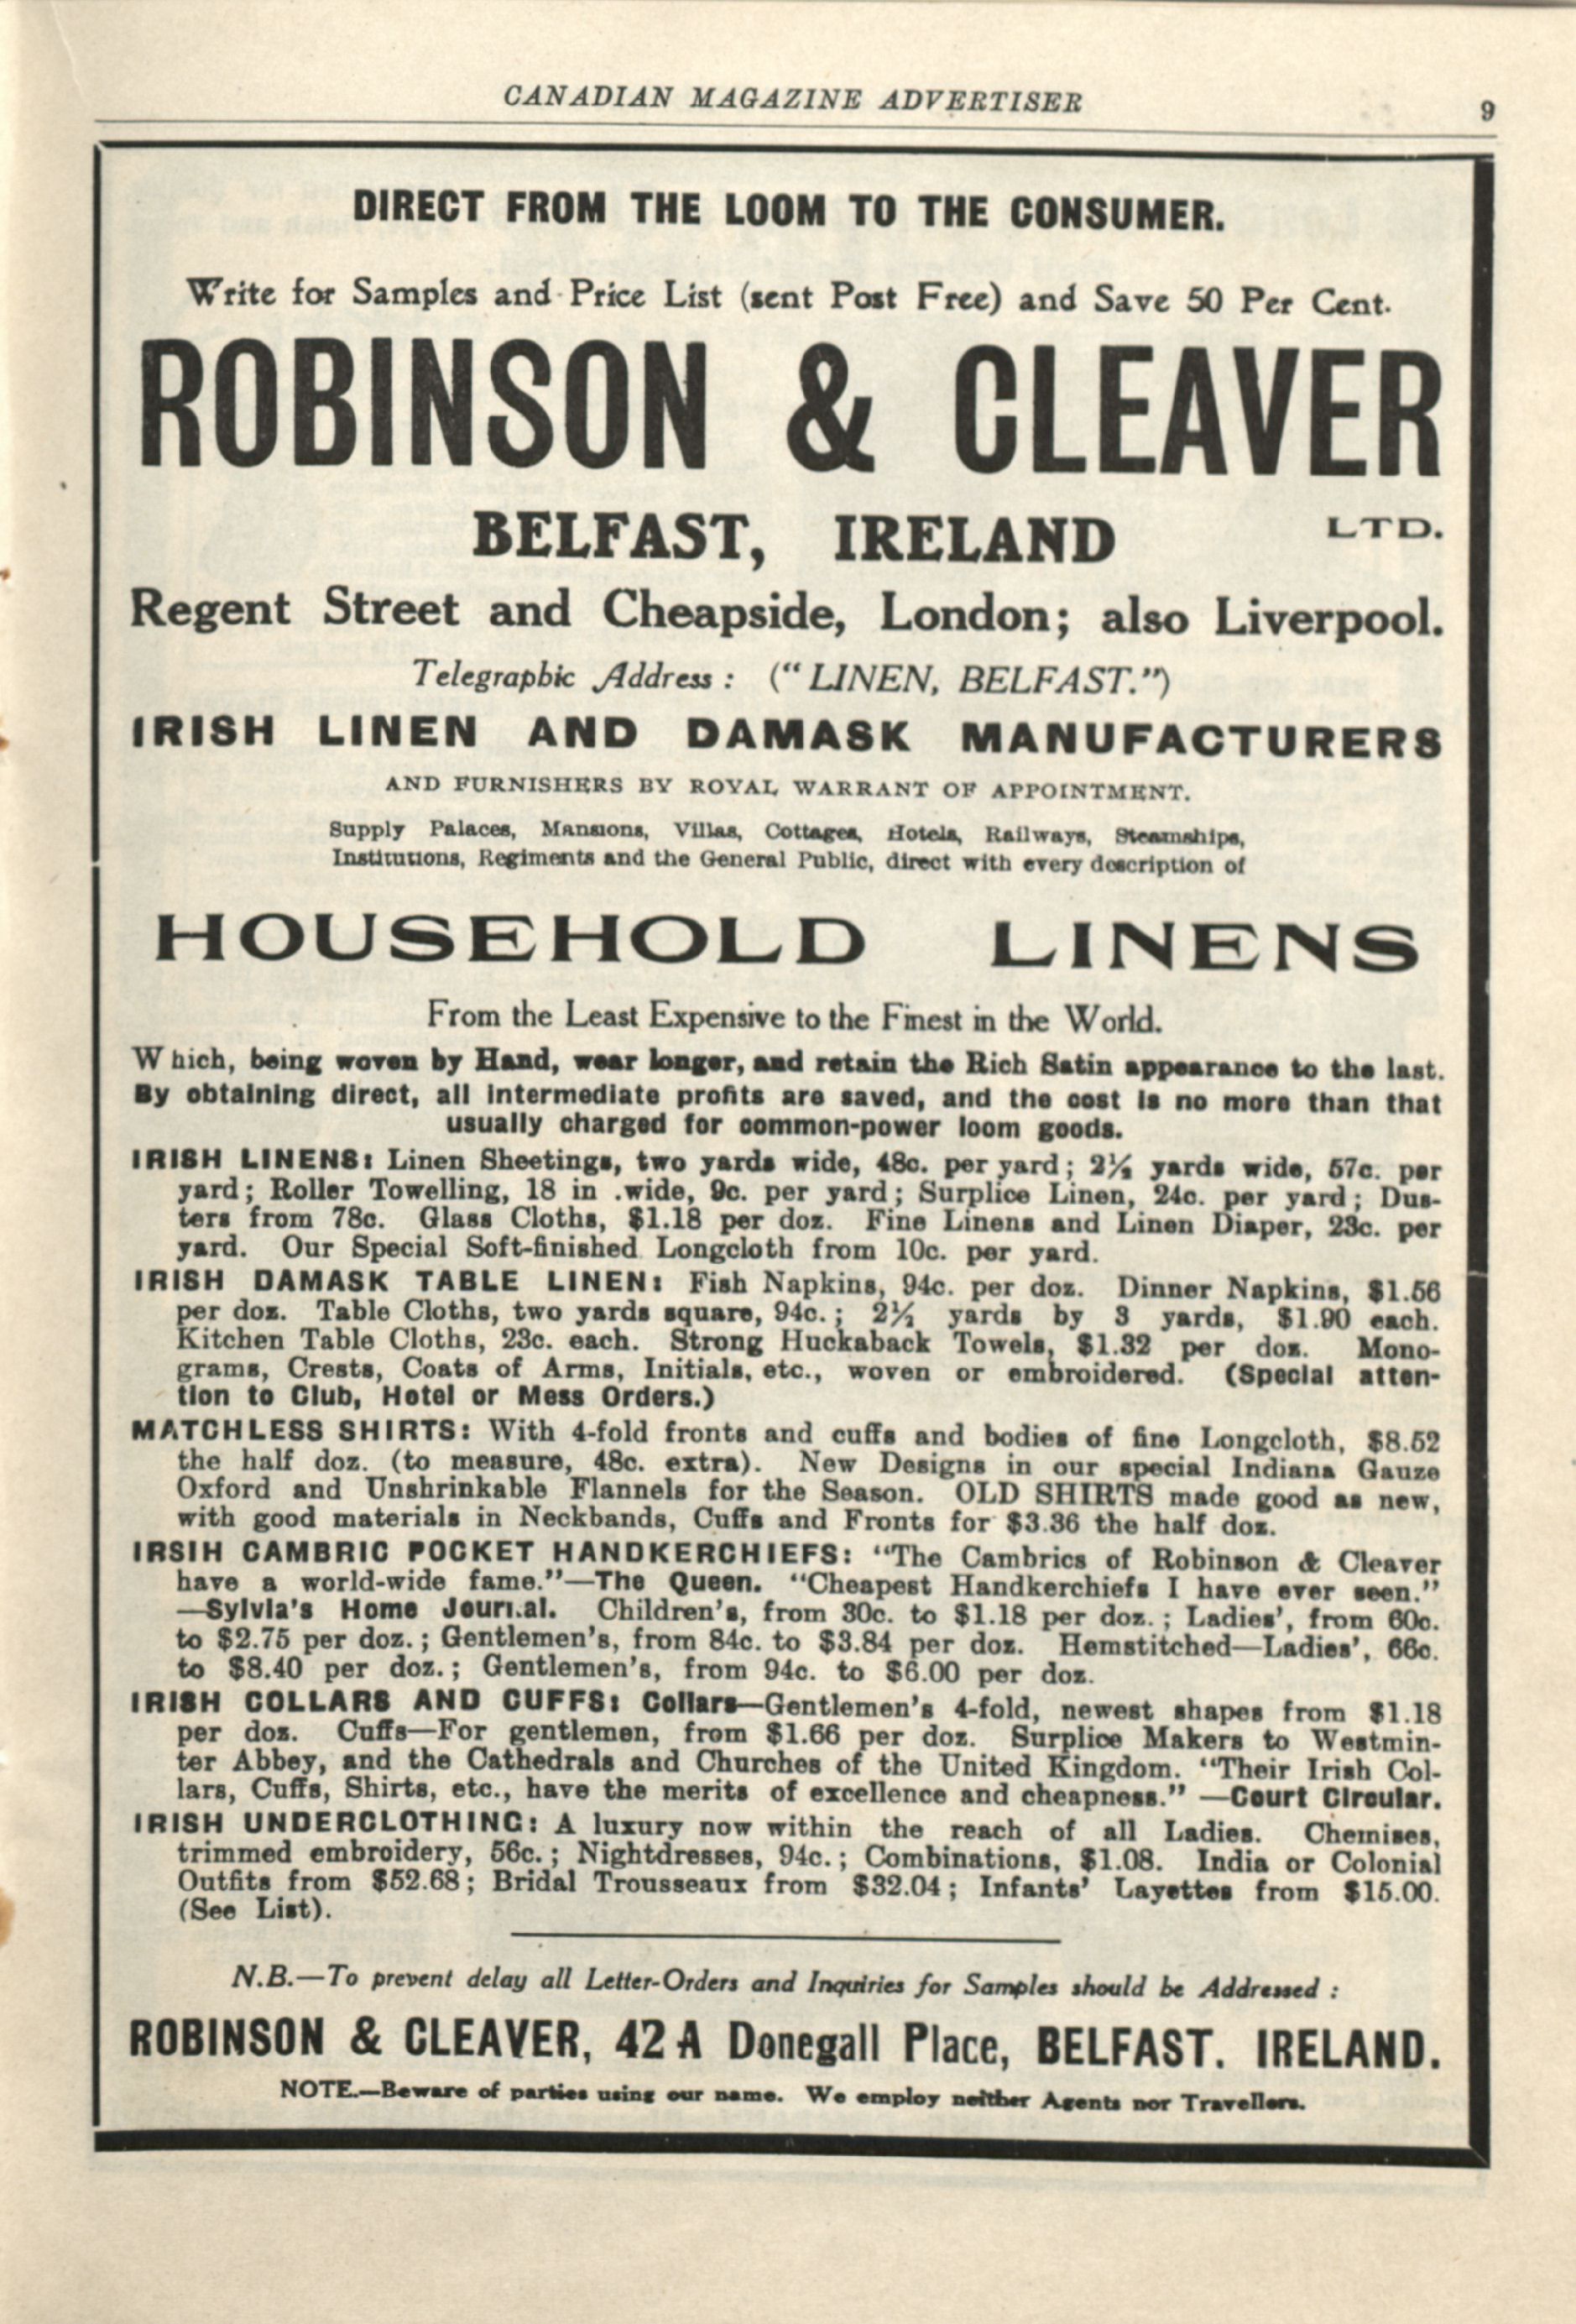 CANADIAN MAGAZINE ADVERTISER 9
DIRECT FROM THE LOOM TO THE CONSUMER.
Write for Samples and Price List (sent Post Free) and Save 50 Per Cent.
ROBINSON & CLEAVER
BELFAST, IRELAND LTD.
Regent Street and Cheapside, London; also Liverpool.
Telegraphic Address: ("LINEN, BELFAST.")
IRISH LINEN AND DAMASK MANUFACTURERS
AND FURNISHERS BY ROYAL WARRANT OF APPOINTMENT.
Supply Palaces, Mansions, Villas, Cottages, Hotels, Railways, Steamships,
Institutions, Regiments and the General Public, direct with every description of
HOUSEHOLD LINENS
From the Least Expensive to the Finest in the World.
Which, being woven by Hand, wear longer, and retain the Rich Satin appearance to the last.
By obtaining direct, all intermediate profits are saved, and the cost is no more than that
usually charged for common-power loom goods.
IRISH LINENS: Linen Sheetings, two yards wide, 48c. per yard; 2½ yards wide, 57c. per
yard; Roller Towelling, 18 in .wide, 9c. per yard; Surplice Linen, 24c. per yard; Dus-
ters from 78c. Glass Cloths, $1.18 per doz. Fine Linens and Linen Diaper, 23c. per
yard. Our Special Soft-finished Longcloth from 10c. per yard.
IRISH DAMASK TABLE LINEN: Fish Napkins, 94c. per doz. Dinner Napkins, $1.56
per doz. Table Cloths, two yards square, 94c.; 2½ yards by 3 yards, $1.90 each.
Kitchen Table Cloths, 23c. each. Strong Huckaback Towels, $1.32 per doz. Mono-
grams, Crests, Coats of Arms, Initials, etc., woven or embroidered. (Special atten-
tion to Club, Hotel or Mess Orders.)
MATCHLESS SHIRTS: With 4-fold fronts and cuffs and bodies of fine Longcloth, $8.52
the half doz. (to measure, 48c. extra). New Designs in our special Indiana Gauze
Oxford and Unshrinkable Flannels for the Season. OLD SHIRTS made good as new,
with good materials in Neckbands, Cuffs and Fronts for $3.36 the half doz.
IRSIH CAMBRIC POCKET HANDKERCHIEFS: "The Cambrics of Robinson & Cleaver
have a world-wide fame."—The Queen. "Cheapest Handkerchiefs I have ever seen."
—Sylvia's Home Journal. Children's, from 30c. to $1.18 per doz.; Ladies', from 60c.
to $2.75 per doz.; Gentlemen's, from 84c. to $3.84 per doz. Hemstitched—Ladies', 66c.
to $8.40 per doz.; Gentlemen's, from 94c. to $6.00 per doz.
IRISH COLLARS AND CUFFS: Collars—Gentlemen's 4-fold, newest shapes from $1.18
per doz. Cuffs—For gentlemen, from $1.66 per doz. Surplice Makers to Westmin-
ter Abbey, and the Cathedrals and Churches of the United Kingdom. "Their Irish Col-
lars, Cuffs, Shirts, etc., have the merits of excellence and cheapness." —Court Circular.
IRISH UNDERCLOTHING: A luxury now within the reach of all Ladies. Chemises,
trimmed embroidery, 56c.; Nightdresses, 94c.; Combinations, $1.08. India or Colonial
Outfits from $52.68; Bridal Trousseaux from $32.04; Infants' Layettes from $15.00.
(See List).
N.B.—To prevent delay all Letter-Orders and Inquiries for Samples should be Addressed:
ROBINSON & CLEAVER, 42 A Donegall Place, BELFAST. IRELAND.
NOTE.—Beware of parties using our name. We employ neither Agents nor Travellers.